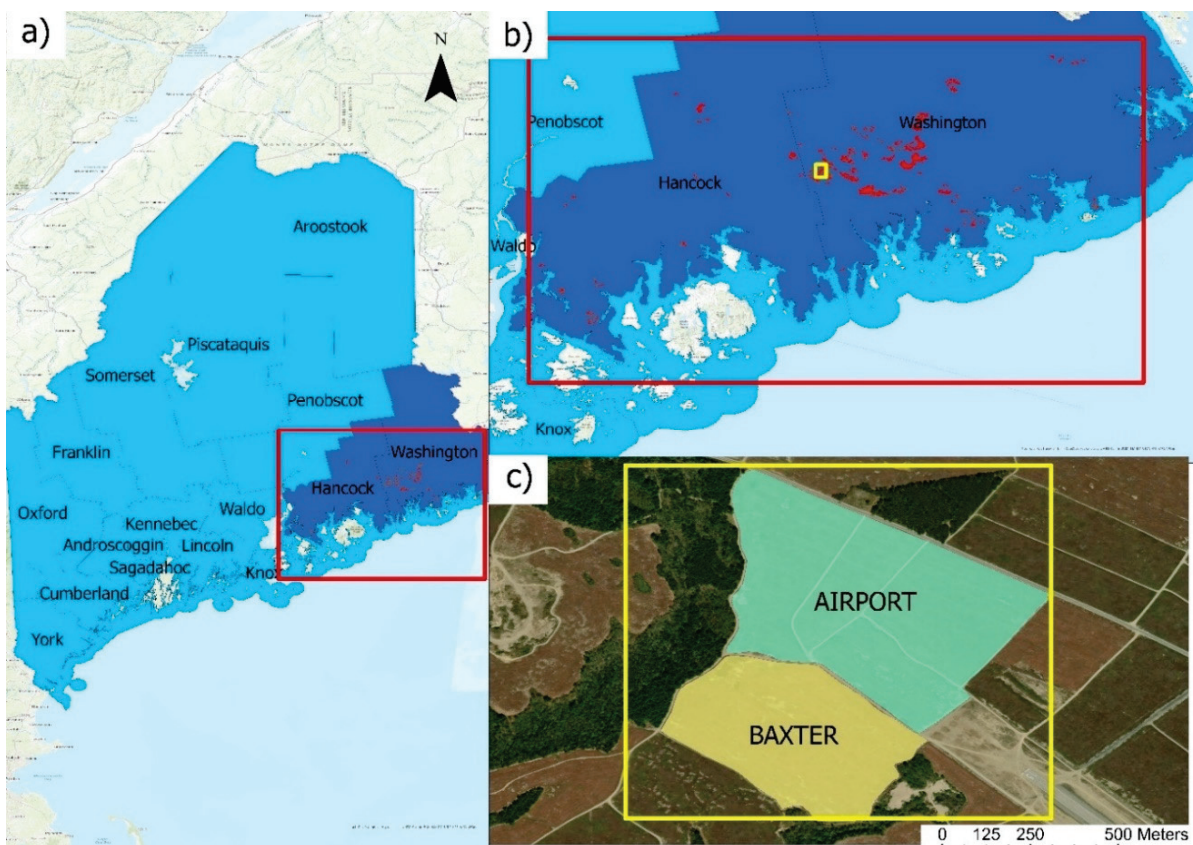 a)
N
Aroostook
Piscataquis
Somerset
Penobscot
Franklin
Washington
Hancock
Oxford
Waldo
Kennebec
Androscoggin
Lincoln
Sagadahoc
Knox
Cumberland
York
b)
Penobscot
Washington
Hancock
Waldo
Knox
c)
AIRPORT
BAXTER
0 125 250 500 Meters